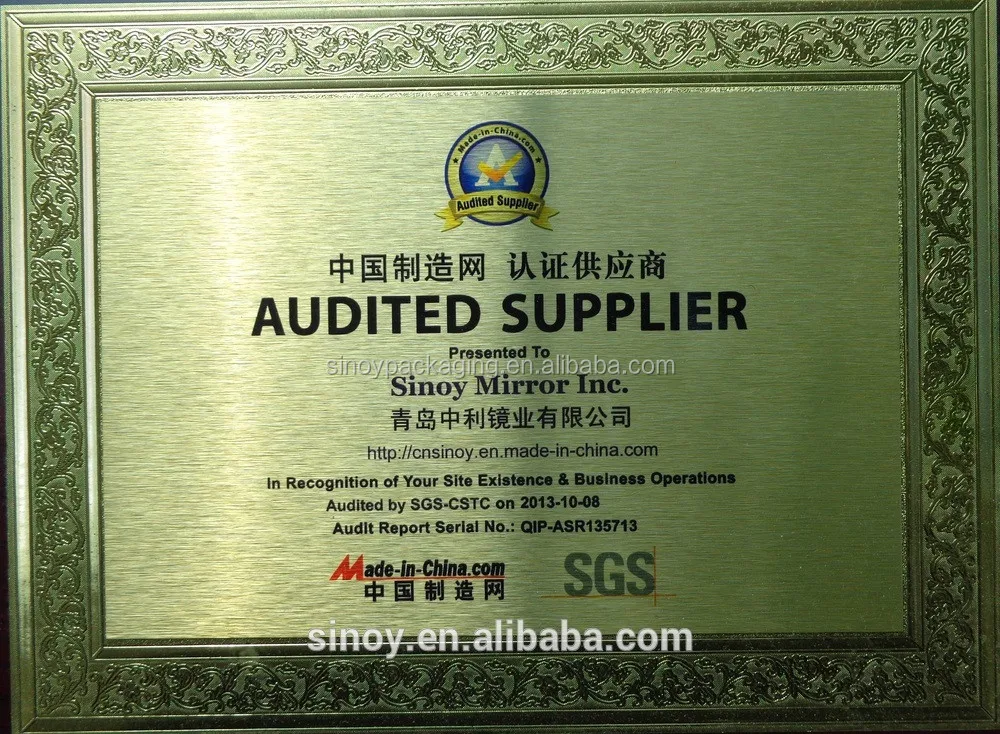 Made-in-China.com
Audited Supplier
中国制造网 认证供应商
AUDITED SUPPLIER
Presented To
sinoypackaging.en.alibaba.com
Sinoy Mirror Inc.
青岛中利镜业有限公司
http://cnsinoy.en.made-in-china.com
In Recognition of Your Site Existence & Business Operations
Audited by SGS-CSTC on 2013-10-08
Audit Report Serial No.: QIP-ASR135713
Made-in-China.com SGS
中国制造网
sinoy.en.alibaba.com